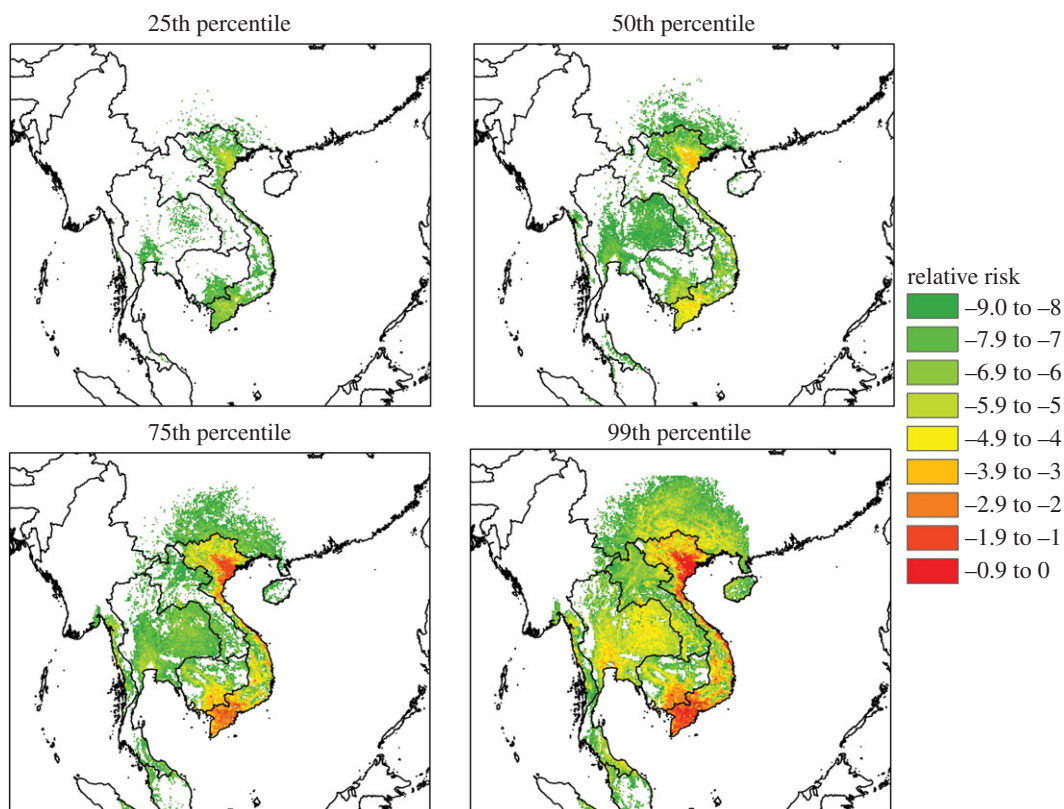 25th percentile
50th percentile
75th percentile
99th percentile
relative risk
–9.0 to –8
–7.9 to –7
–6.9 to –6
–5.9 to –5
–4.9 to –4
–3.9 to –3
–2.9 to –2
–1.9 to –1
–0.9 to 0